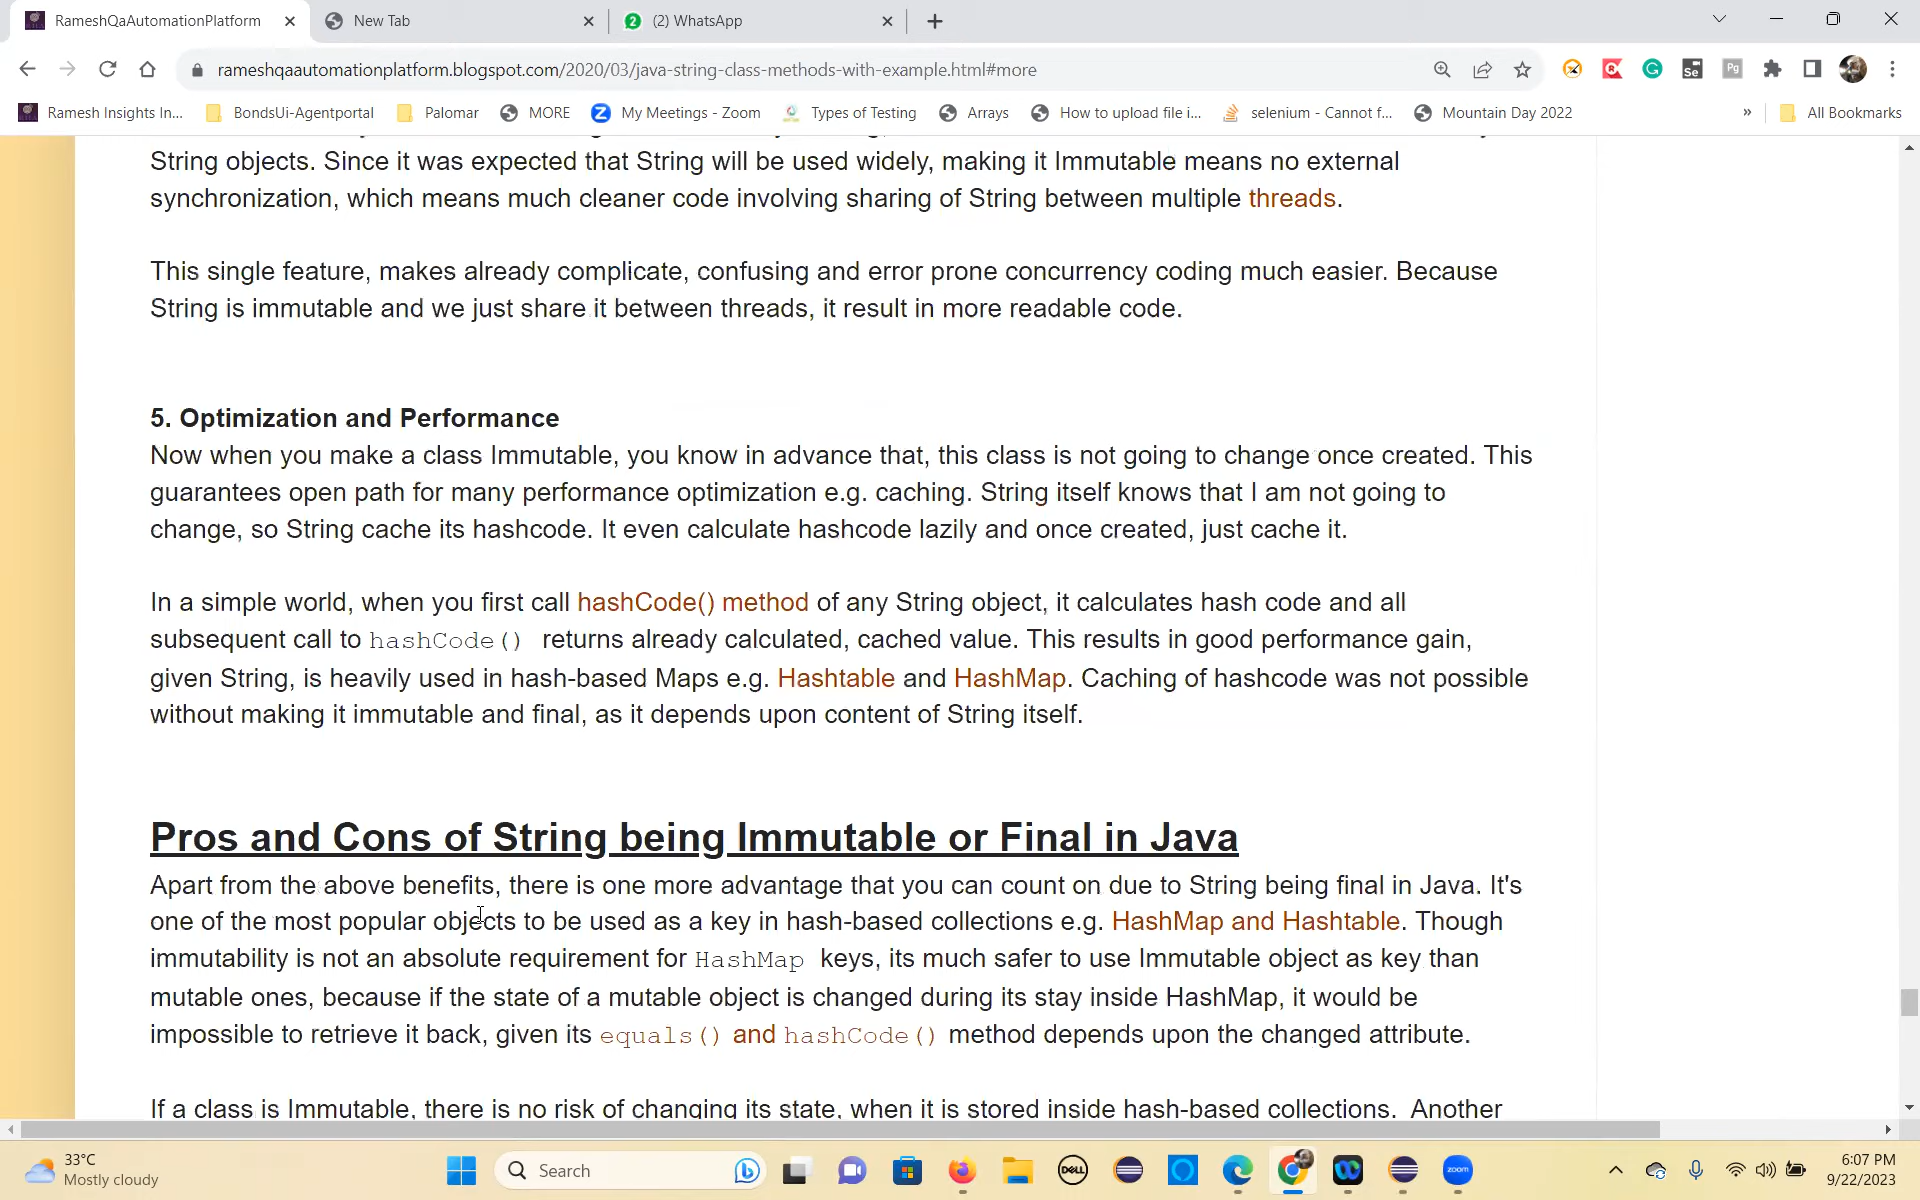 RameshQaAutomationPlatform
New Tab
2 (2) WhatsApp
rameshqaautomationplatform.blogspot.com/2020/03/java-string-class-methods-with-example.html#more
Ramesh Insights In... BondsUi-Agentportal Palomar MORE My Meetings - Zoom Types of Testing Arrays How to upload file i... selenium - Cannot f... Mountain Day 2022 » All Bookmarks
String objects. Since it was expected that String will be used widely, making it Immutable means no external
synchronization, which means much cleaner code involving sharing of String between multiple threads.
This single feature, makes already complicate, confusing and error prone concurrency coding much easier. Because
String is immutable and we just share it between threads, it result in more readable code.
5. Optimization and Performance
Now when you make a class Immutable, you know in advance that, this class is not going to change once created. This
guarantees open path for many performance optimization e.g. caching. String itself knows that I am not going to
change, so String cache its hashcode. It even calculate hashcode lazily and once created, just cache it.
In a simple world, when you first call hashCode() method of any String object, it calculates hash code and all
subsequent call to hashCode() returns already calculated, cached value. This results in good performance gain,
given String, is heavily used in hash-based Maps e.g. Hashtable and HashMap. Caching of hashcode was not possible
without making it immutable and final, as it depends upon content of String itself.
Pros and Cons of String being Immutable or Final in Java
Apart from the above benefits, there is one more advantage that you can count on due to String being final in Java. It's
one of the most popular objects to be used as a key in hash-based collections e.g. HashMap and Hashtable. Though
immutability is not an absolute requirement for HashMap keys, its much safer to use Immutable object as key than
mutable ones, because if the state of a mutable object is changed during its stay inside HashMap, it would be
impossible to retrieve it back, given its equals() and hashCode() method depends upon the changed attribute.
If a class is Immutable, there is no risk of changing its state, when it is stored inside hash-based collections. Another
33°C
Mostly cloudy
Search
DELL
zoom
6:07 PM
9/22/2023